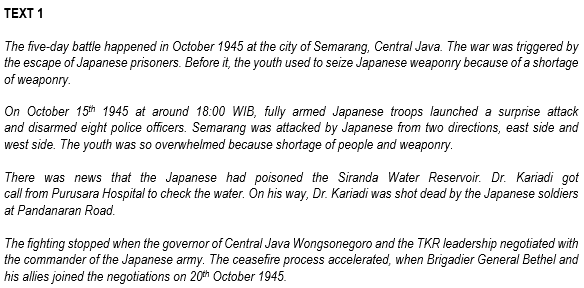 TEXT 1
The five-day battle happened in October 1945 at the city of Semarang, Central Java. The war was triggered by
the escape of Japanese prisoners. Before it, the youth used to seize Japanese weaponry because of a shortage
of weaponry.
On October 15th 1945 at around 18:00 WIB, fully armed Japanese troops launched a surprise attack
and disarmed eight police officers. Semarang was attacked by Japanese from two directions, east side and
west side. The youth was so overwhelmed because shortage of people and weaponry.
There was news that the Japanese had poisoned the Siranda Water Reservoir. Dr. Kariadi got
call from Purusara Hospital to check the water. On his way, Dr. Kariadi was shot dead by the Japanese soldiers
at Pandanaran Road.
The fighting stopped when the governor of Central Java Wongsonegoro and the TKR leadership negotiated with
the commander of the Japanese army. The ceasefire process accelerated, when Brigadier General Bethel and
his allies joined the negotiations on 20th October 1945.